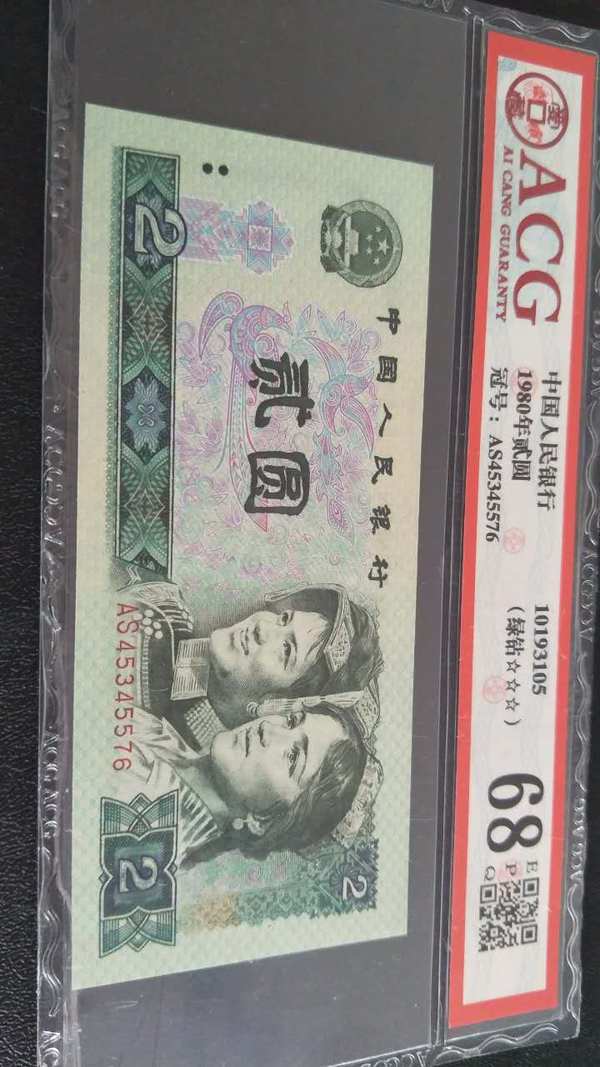 ACG
AI CANG GUARANTY
中国人民银行
1980年贰圆
冠号：AS45345576
10193105
（绿钻☆☆☆）
68
E
P
Q
中国人民银行
贰圆
2
AS45345576
2
2